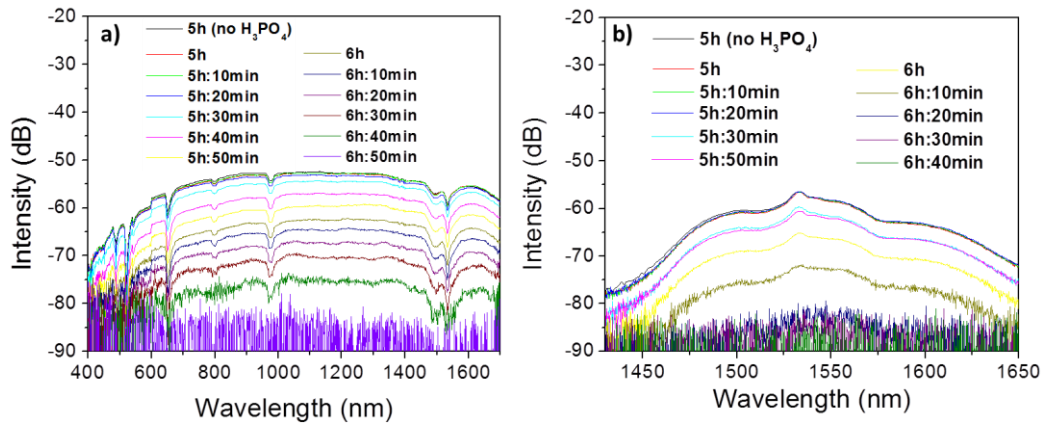 a)
5h (no H₃PO₄)
5h
5h:10min
5h:20min
5h:30min
5h:40min
5h:50min
6h
6h:10min
6h:20min
6h:30min
6h:40min
6h:50min
Intensity (dB)
-20
-30
-40
-50
-60
-70
-80
-90
400 600 800 1000 1200 1400 1600
Wavelength (nm)
b)
5h (no H₃PO₄)
5h
5h:10min
5h:20min
5h:30min
5h:50min
6h
6h:10min
6h:20min
6h:30min
6h:40min
Intensity (dB)
-20
-30
-40
-50
-60
-70
-80
-90
1450 1500 1550 1600 1650
Wavelength (nm)